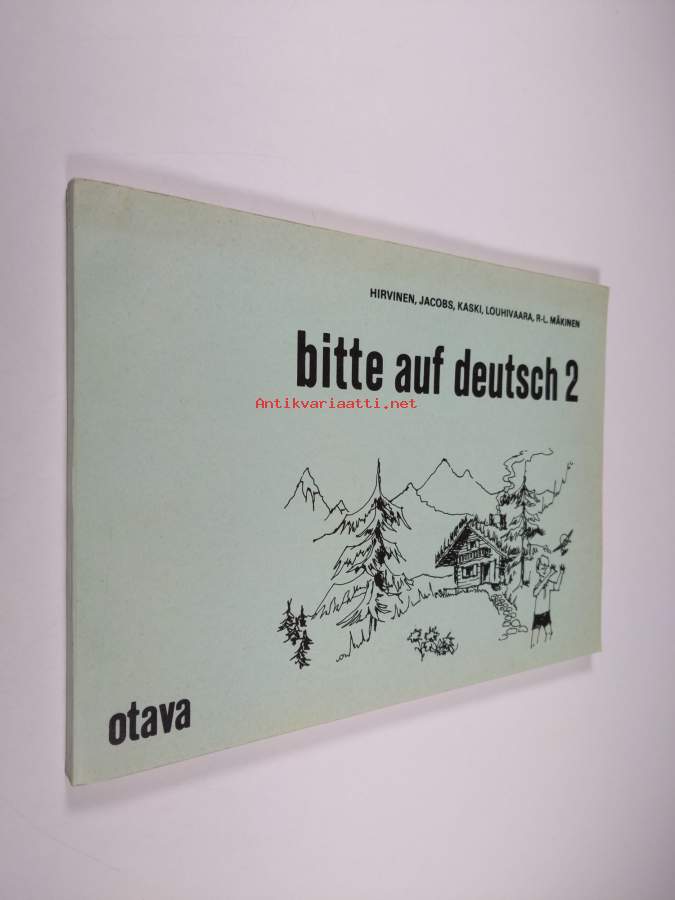 HIRVINEN, JACOBS, KASKI, LOUHIVAARA, R-L. MÄKINEN
bitte auf deutsch 2
Antikvariaatti.net
otava